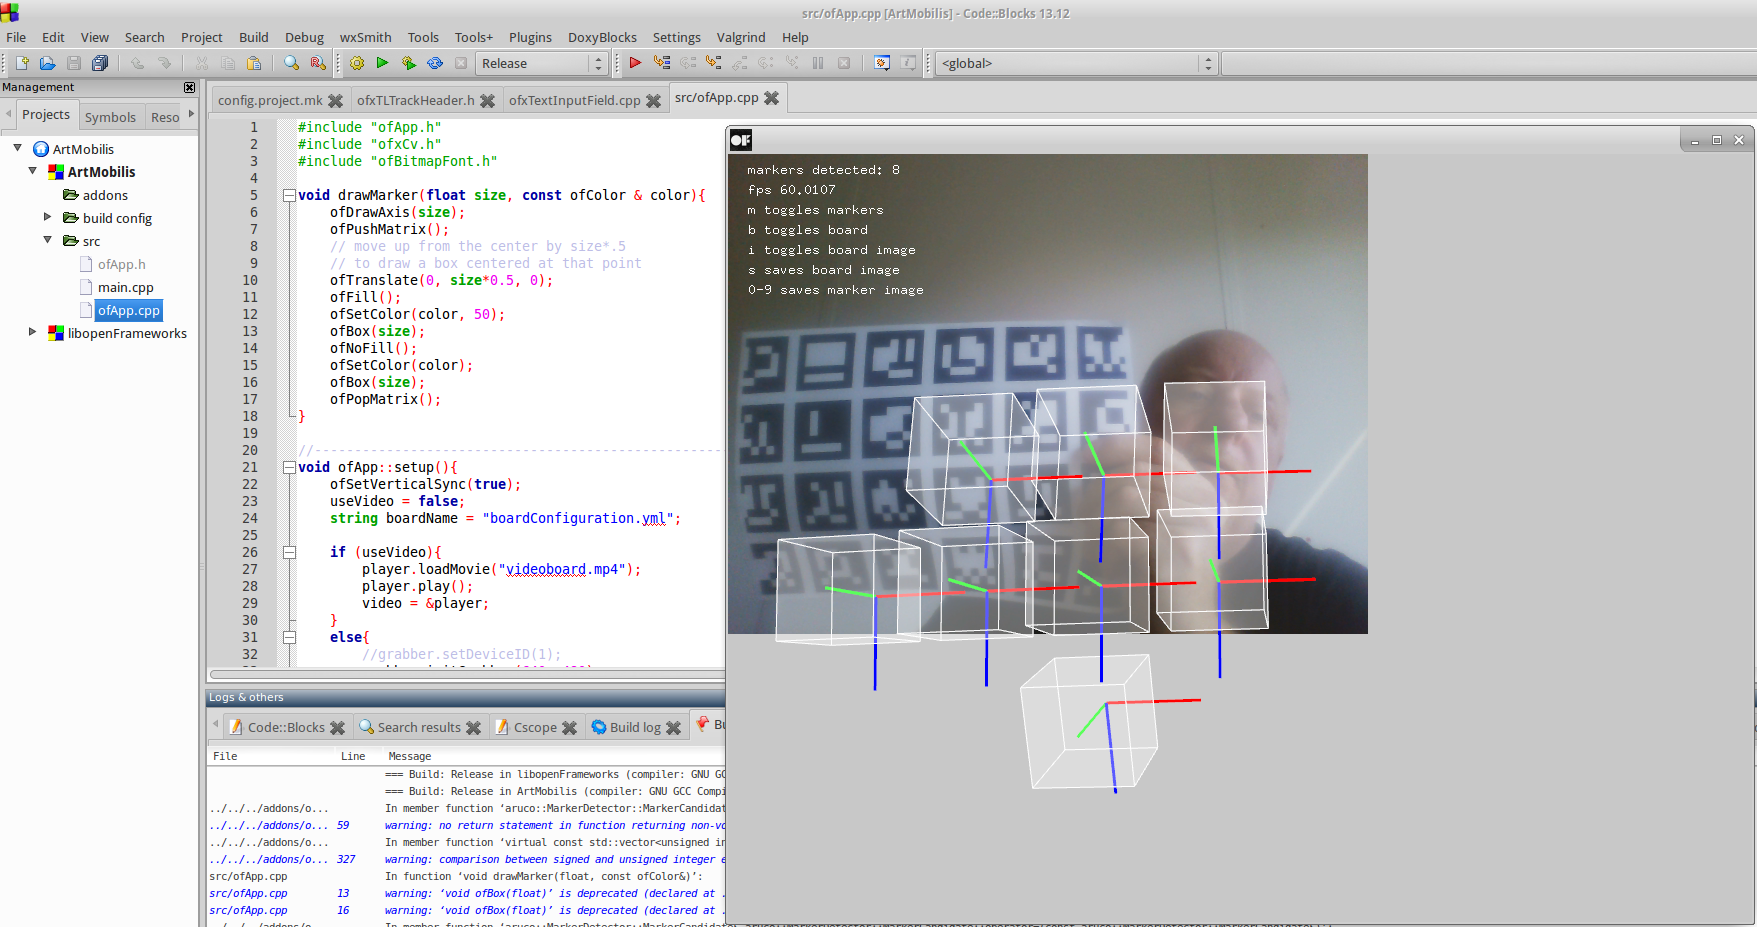 src/ofApp.cpp [ArtMobilis] - Code::Blocks 13.12
File Edit View Search Project Build Debug wxSmith Tools Tools+ Plugins DoxyBlocks Settings Valgrind Help
Release
<global>
Management
Projects Symbols Reso
ArtMobilis
ArtMobilis
addons
build config
src
ofApp.h
main.cpp
ofApp.cpp
libopenFrameworks
config.project.mk ofxTLTrackHeader.h ofxTextInputField.cpp src/ofApp.cpp
1 #include "ofApp.h"
2 #include "ofxCv.h"
3 #include "ofBitmapFont.h"
4
5 void drawMarker(float size, const ofColor & color){
6 ofDrawAxis(size);
7 ofPushMatrix();
8 // move up from the center by size*.5
9 // to draw a box centered at that point
10 ofTranslate(0, size*0.5, 0);
11 ofFill();
12 ofSetColor(color, 50);
13 ofBox(size);
14 ofNoFill();
15 ofSetColor(color);
16 ofBox(size);
17 ofPopMatrix();
18 }
19
20 //----------------------------------------------------
21 void ofApp::setup(){
22 ofSetVerticalSync(true);
23 useVideo = false;
24 string boardName = "boardConfiguration.yml";
25
26 if (useVideo){
27 player.loadMovie("videoboard.mp4");
28 player.play();
29 video = &player;
30 }
31 else{
32 //grabber.setDeviceID(1);
OF
markers detected: 8
fps 60.0107
m toggles markers
b toggles board
i toggles board image
s saves board image
0-9 saves marker image
Logs & others
Code::Blocks Search results Cscope Build log Bu
File Line Message
=== Build: Release in libopenFrameworks (compiler: GNU GC
=== Build: Release in ArtMobilis (compiler: GNU GCC Compi
../../../addons/o... In member function ‘aruco::MarkerDetector::MarkerCandidat
../../../addons/o... 59 warning: no return statement in function returning non-vo
../../../addons/o... In member function ‘virtual const std::vector<unsigned in
../../../addons/o... 327 warning: comparison between signed and unsigned integer e
src/ofApp.cpp In function ‘void drawMarker(float, const ofColor&)’:
src/ofApp.cpp 13 warning: ‘void ofBox(float)’ is deprecated (declared at .
src/ofApp.cpp 16 warning: ‘void ofBox(float)’ is deprecated (declared at .